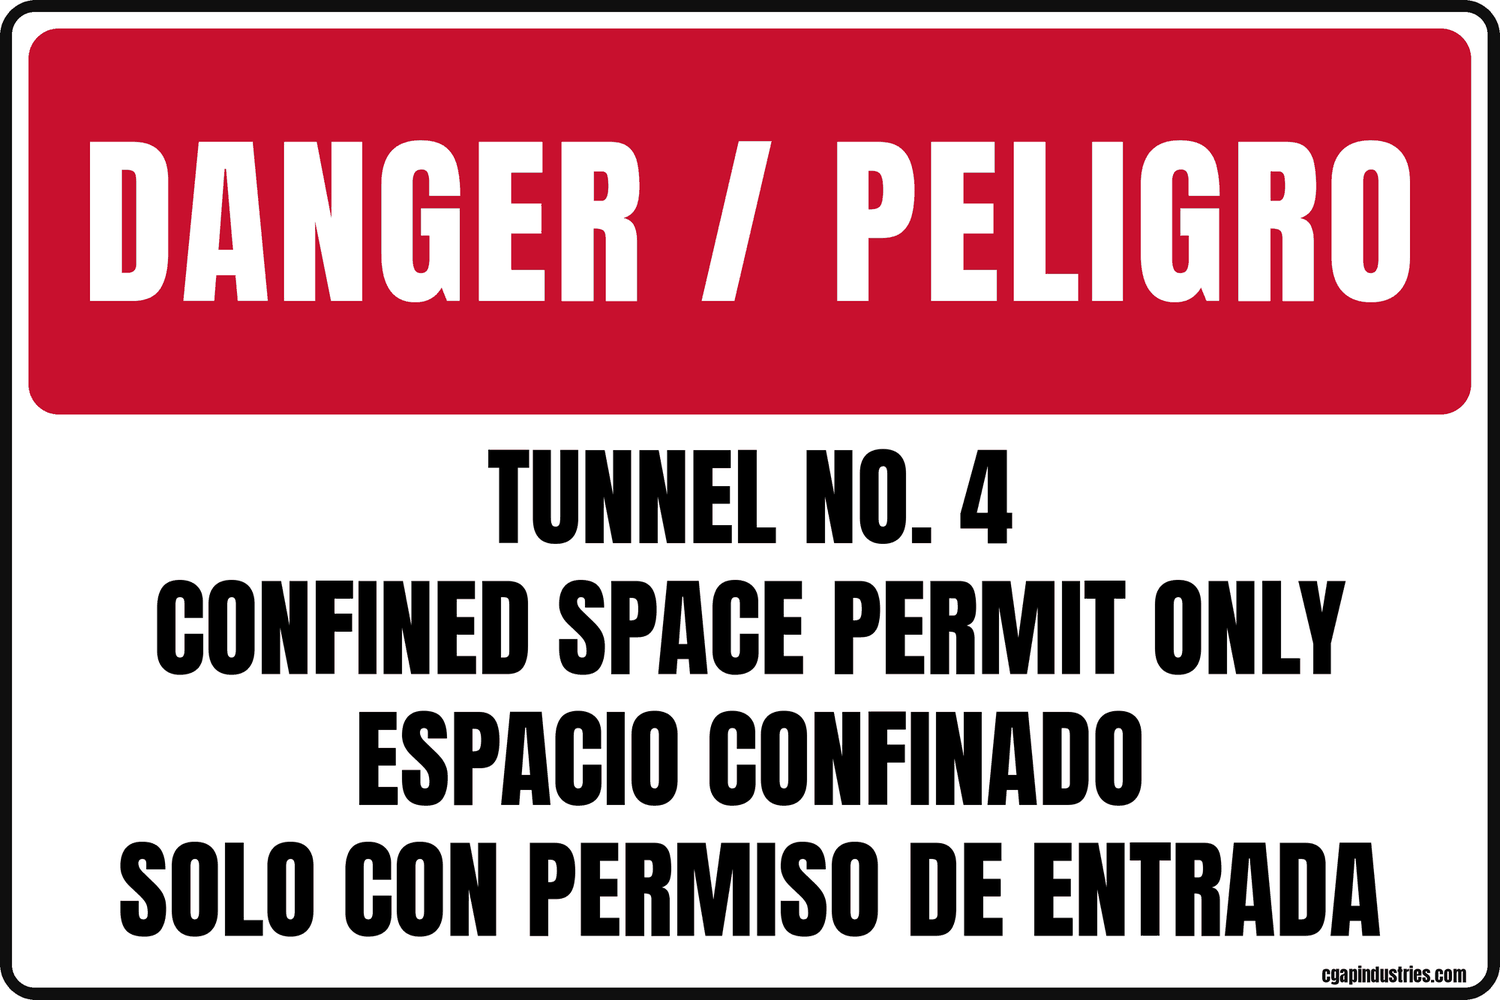 DANGER / PELIGRO
TUNNEL NO. 4
CONFINED SPACE PERMIT ONLY
ESPACIO CONFINADO
SOLO CON PERMISO DE ENTRADA
cgapindustries.com